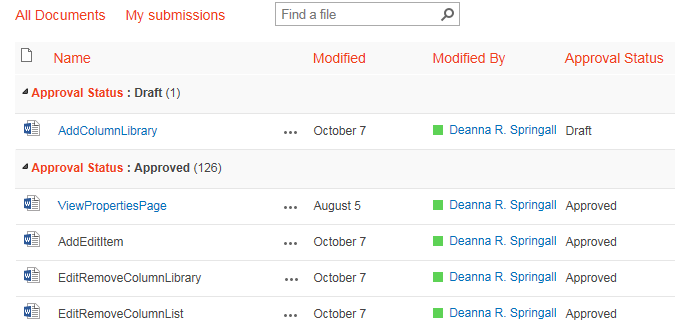 All Documents My submissions Find a file
Name Modified Modified By Approval Status
Approval Status : Draft (1)
AddColumnLibrary ... October 7 Deanna R. Springall Draft
Approval Status : Approved (126)
ViewPropertiesPage ... August 5 Deanna R. Springall Approved
AddEditItem ... October 7 Deanna R. Springall Approved
EditRemoveColumnLibrary ... October 7 Deanna R. Springall Approved
EditRemoveColumnList ... October 7 Deanna R. Springall Approved